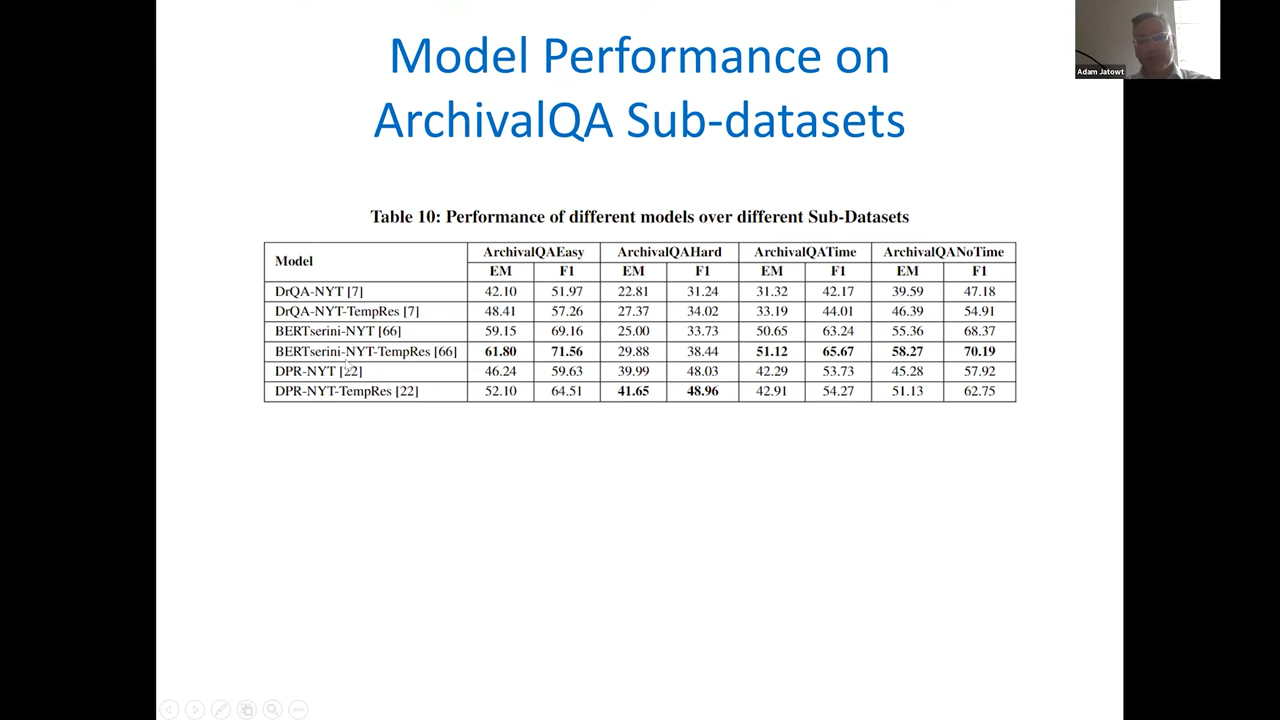 Model Performance on
ArchivalQA Sub-datasets
Adam Jatowt
Table 10: Performance of different models over different Sub-Datasets
Model ArchivalQAEasy ArchivalQAHard ArchivalQATime ArchivalQANoTime
EM F1 EM F1 EM F1 EM F1
DrQA-NYT [7] 42.10 51.97 22.81 31.24 31.32 42.17 39.59 47.18
DrQA-NYT-TempRes [7] 48.41 57.26 27.37 34.02 33.19 44.01 46.39 54.91
BERTserini-NYT [66] 59.15 69.16 25.00 33.73 50.65 63.24 55.36 68.37
BERTserini-NYT-TempRes [66] 61.80 71.56 29.88 38.44 51.12 65.67 58.27 70.19
DPR-NYT [22] 46.24 59.63 39.99 48.03 42.29 53.73 45.28 57.92
DPR-NYT-TempRes [22] 52.10 64.51 41.65 48.96 42.91 54.27 51.13 62.75